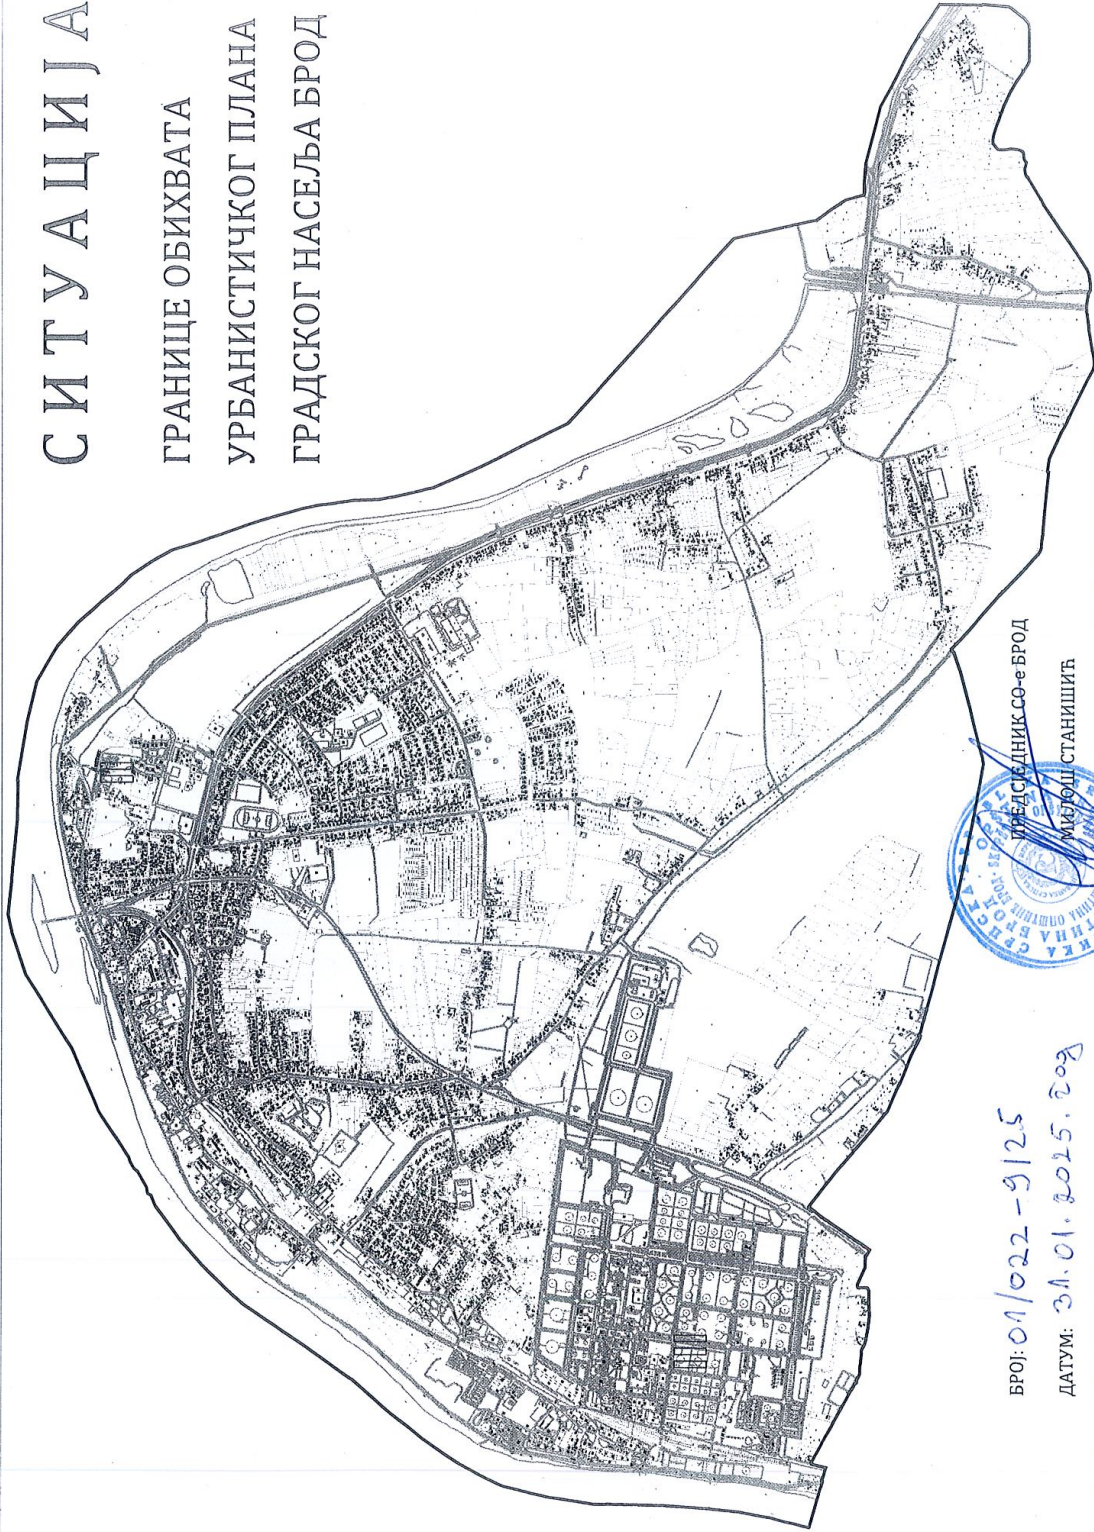 СИТУАЦИЈА
ГРАНИЦЕ ОБИХВАТА
УРБАНИСТИЧКОГ ПЛАНА
ГРАДСКОГ НАСЕЉА БРОД
БРОЈ: 01/022-9/25
ДАТУМ: 31.01.2025. год
ПРЕДСЈЕДНИК СО-е БРОД
МИЛОШ СТАНИШИЋ